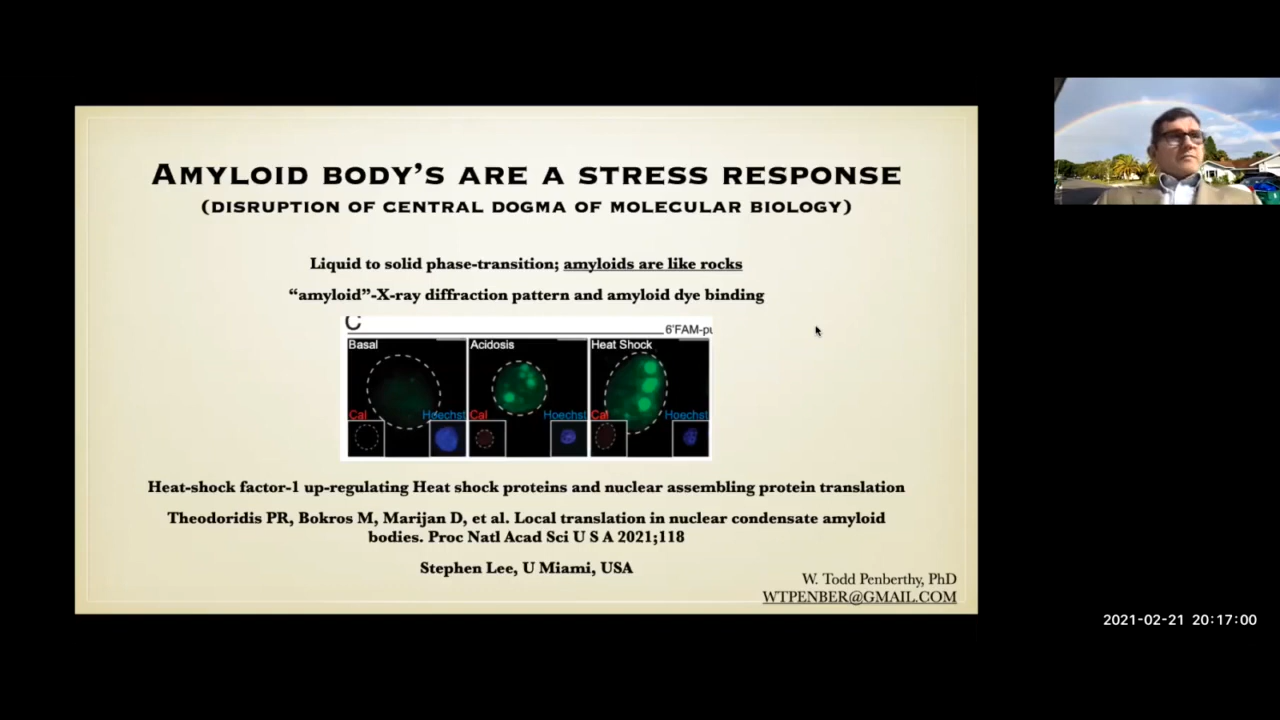 AMYLOID BODY'S ARE A STRESS RESPONSE
(DISRUPTION OF CENTRAL DOGMA OF MOLECULAR BIOLOGY)
Liquid to solid phase-transition; amyloids are like rocks
“amyloid”-X-ray diffraction pattern and amyloid dye binding
C
6'FAM-pu
Basal
Acidosis
Heat Shock
Cal
Hoechst
Cal
Hoechst
Cal
Hoechst
Heat-shock factor-1 up-regulating Heat shock proteins and nuclear assembling protein translation
Theodoridis PR, Bokros M, Marijan D, et al. Local translation in nuclear condensate amyloid
bodies. Proc Natl Acad Sci U S A 2021;118
Stephen Lee, U Miami, USA
W. Todd Penberthy, PhD
WTPENBER@GMAIL.COM
2021-02-21 20:17:00